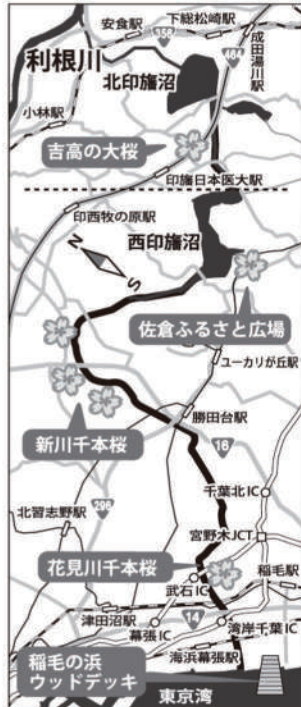 安食駅
下総松崎駅
356
成田湯川駅
464
利根川
北印旛沼
小林駅
吉高の大桜
印旛日本医大駅
印西牧の原駅
西印旛沼
N
S
佐倉ふるさと広場
ユーカリが丘駅
勝田台駅
新川千本桜
16
千葉北IC
296
北習志野駅
宮野木JCT
花見川千本桜
武石IC
稲毛駅
津田沼駅
14
幕張IC
湾岸千葉IC
海浜幕張駅
稲毛の浜
ウッドデッキ
東京湾